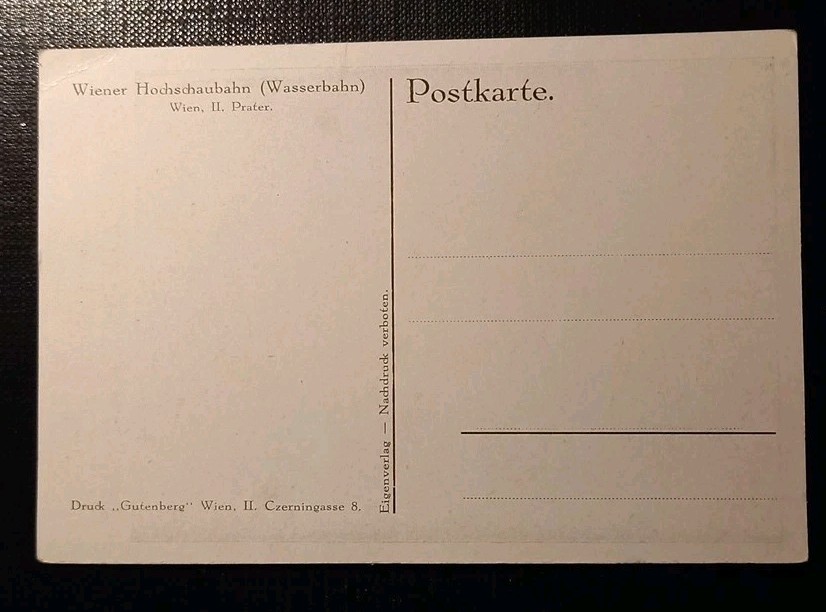 Wiener Hochschaubahn (Wasserbahn)
Wien, II. Prater.
Postkarte.
Eigenverlag — Nachdruck verboten.
Druck „Gutenberg“ Wien, II. Czerningasse 8.